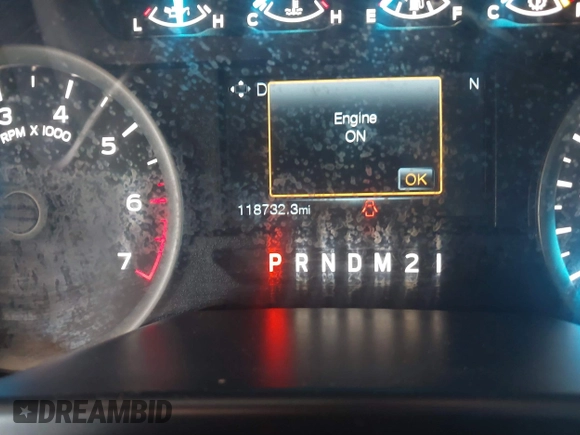 L H C H E F C
D
N
3 4 5 6 7
RPM X 1000
Engine
ON
OK
118732.3mi
P R N D M 2 1
DREAMBID